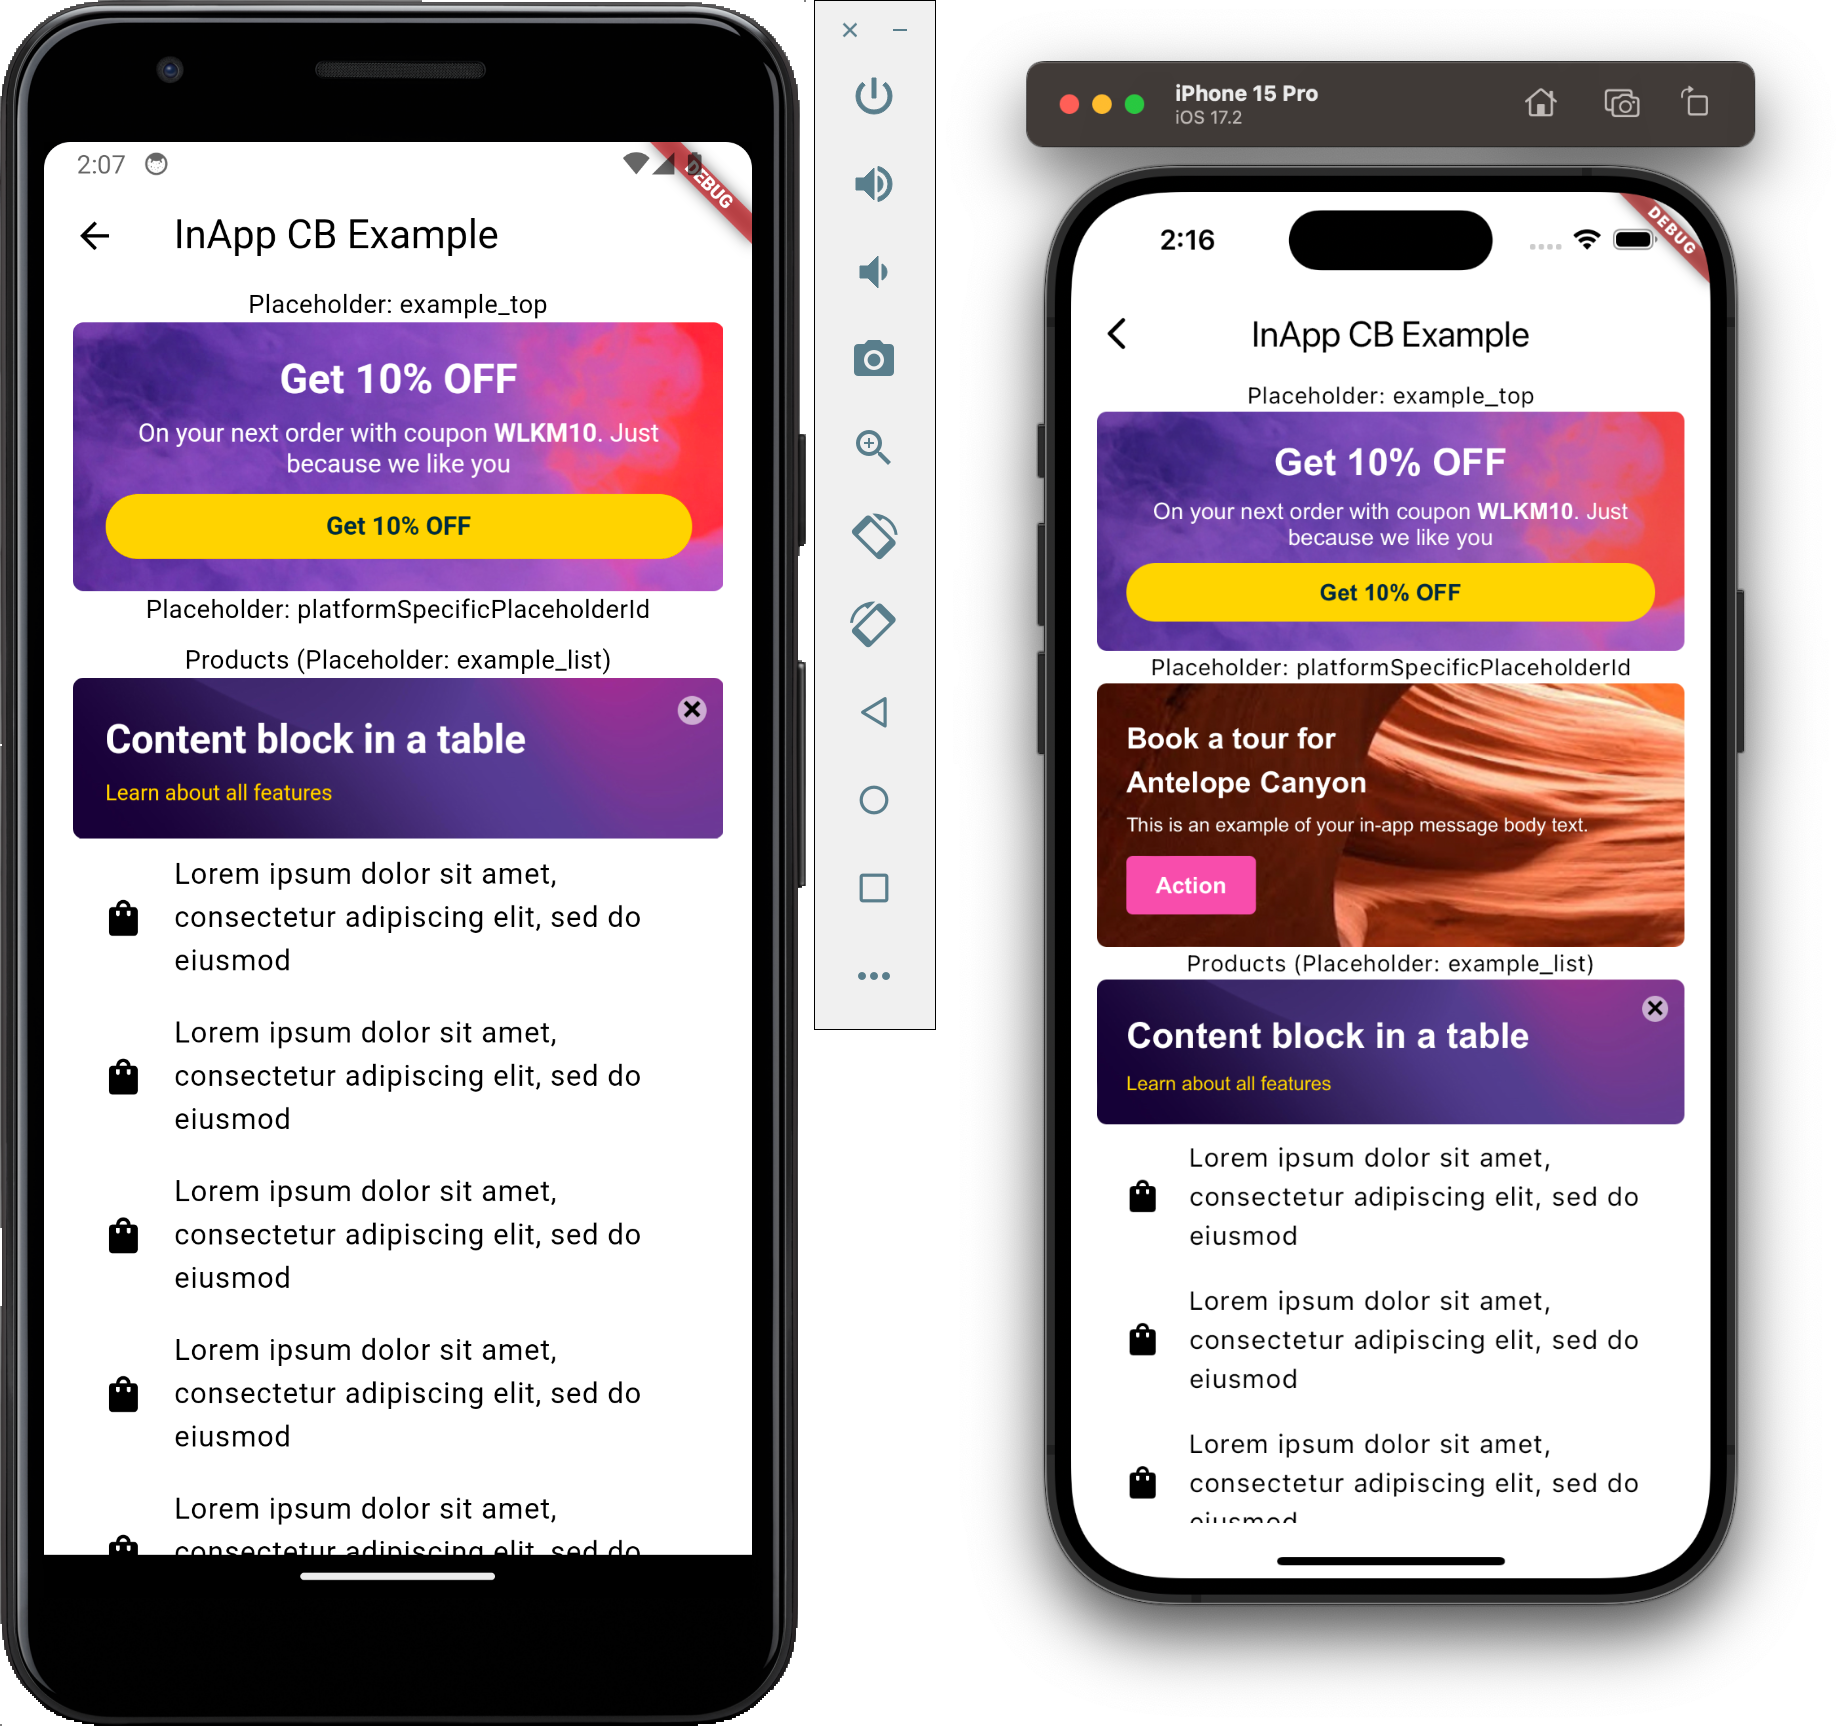 2:07
DEBUG
InApp CB Example
Placeholder: example_top
Get 10% OFF
On your next order with coupon WLKM10. Just
because we like you
Get 10% OFF
Placeholder: platformSpecificPlaceholderId
Products (Placeholder: example_list)
Content block in a table
Learn about all features
Lorem ipsum dolor sit amet,
consectetur adipiscing elit, sed do
eiusmod
Lorem ipsum dolor sit amet,
consectetur adipiscing elit, sed do
eiusmod
Lorem ipsum dolor sit amet,
consectetur adipiscing elit, sed do
eiusmod
Lorem ipsum dolor sit amet,
consectetur adipiscing elit, sed do
eiusmod
Lorem ipsum dolor sit amet,
consectetur adipiscing elit, sed do
iPhone 15 Pro
iOS 17.2
2:16
DEBUG
InApp CB Example
Placeholder: example_top
Get 10% OFF
On your next order with coupon WLKM10. Just
because we like you
Get 10% OFF
Placeholder: platformSpecificPlaceholderId
Book a tour for
Antelope Canyon
This is an example of your in-app message body text.
Action
Products (Placeholder: example_list)
Content block in a table
Learn about all features
Lorem ipsum dolor sit amet,
consectetur adipiscing elit, sed do
eiusmod
Lorem ipsum dolor sit amet,
consectetur adipiscing elit, sed do
eiusmod
Lorem ipsum dolor sit amet,
consectetur adipiscing elit, sed do
eiusmod